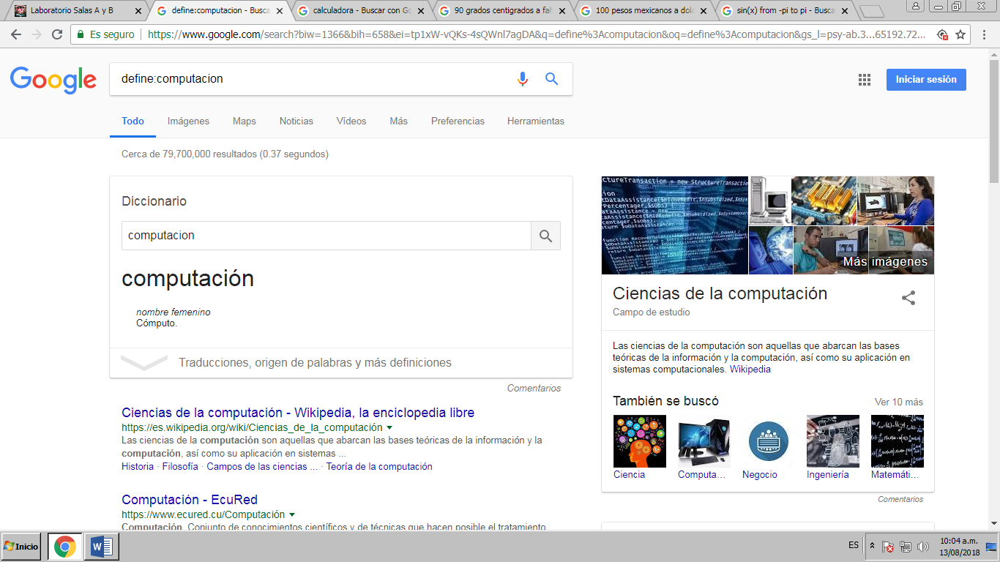 Laboratorio Salas A y B
define:computacion - Busca
calculadora - Buscar con Go
90 grados centigrados a fah
100 pesos mexicanos a dola
sin(x) from -pi to pi - Busca
Es seguro
https://www.google.com/search?biw=1366&bih=658&ei=tp1xW-vQKs-4sQWnl7agDA&q=define%3Acomputacion&oq=define%3Acomputacion&gs_l=psy-ab.3...65192.72...
Google
define:computacion
Iniciar sesión
Todo Imágenes Maps Noticias Vídeos Más Preferencias Herramientas
Cerca de 79,700,000 resultados (0.37 segundos)
Diccionario
computacion
computación
nombre femenino
Cómputo.
Traducciones, origen de palabras y más definiciones
Comentarios
Ciencias de la computación - Wikipedia, la enciclopedia libre
https://es.wikipedia.org/wiki/Ciencias_de_la_computación
Las ciencias de la computación son aquellas que abarcan las bases teóricas de la información y la
computación, así como su aplicación en sistemas ...
Historia · Filosofía · Campos de las ciencias ... · Teoría de la computación
Computación - EcuRed
https://www.ecured.cu/Computación
Computación. Conjunto de conocimientos científicos y de técnicas que hacen posible el tratamiento
Más imágenes
Ciencias de la computación
Campo de estudio
Las ciencias de la computación son aquellas que abarcan las bases
teóricas de la información y la computación, así como su aplicación en
sistemas computacionales. Wikipedia
También se buscó
Ver 10 más
Ciencia
Computa...
Negocio
Ingeniería
Matemáti...
Comentarios
Inicio
ES
10:04 a.m.
13/08/2018